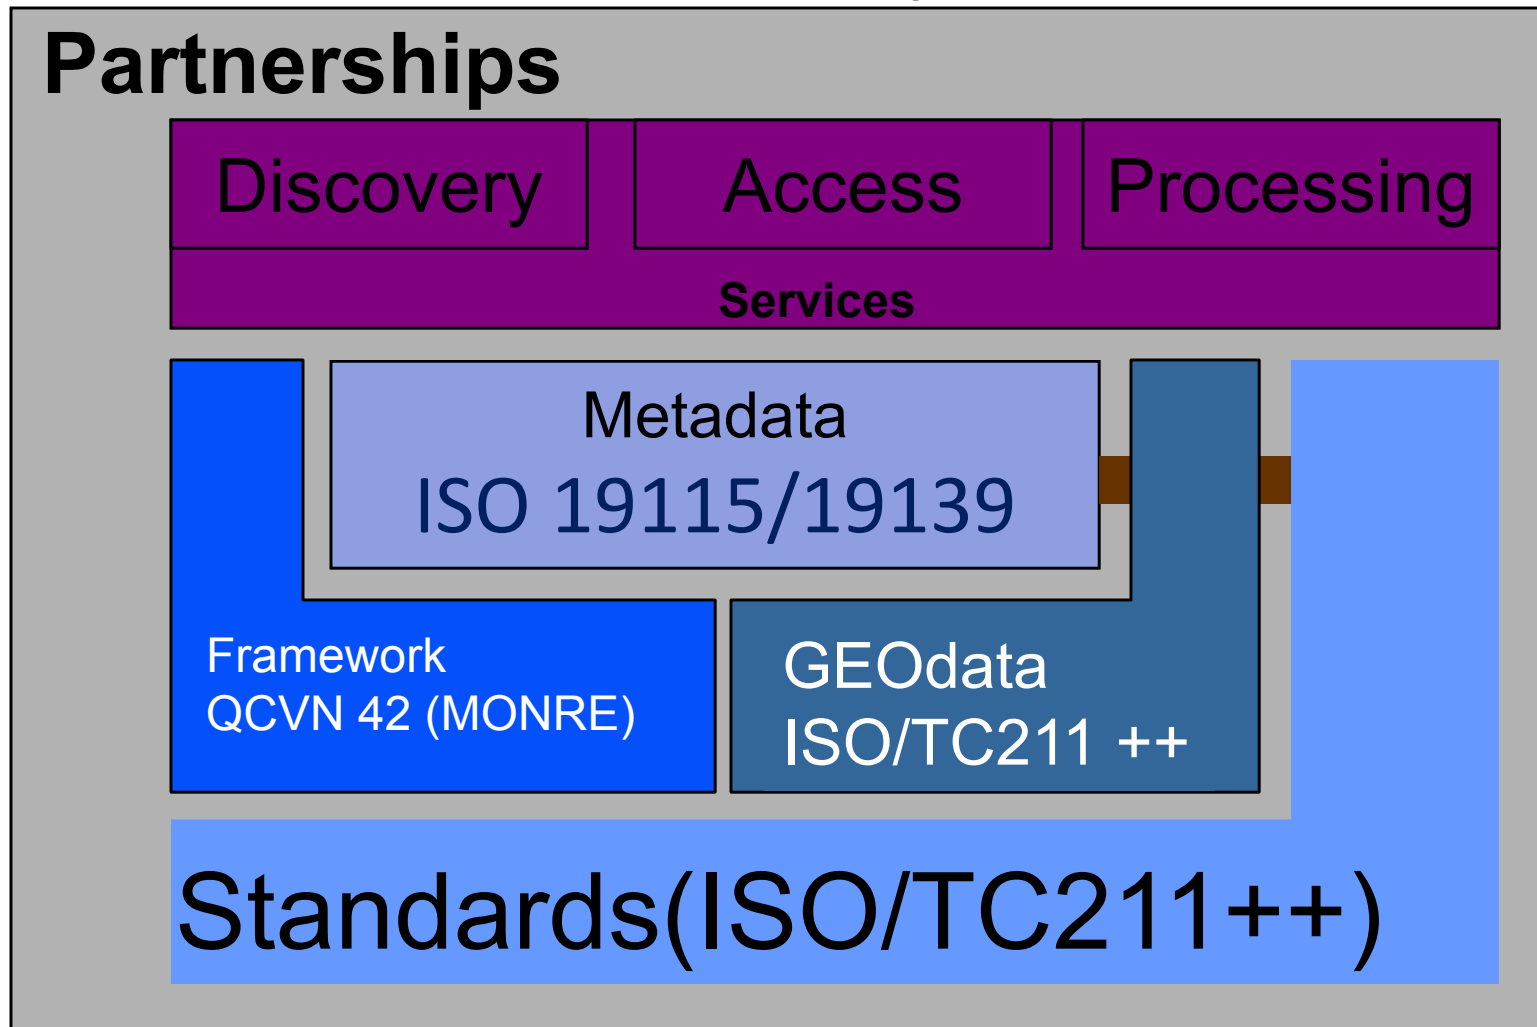 Partnerships
Discovery
Access
Processing
Services
Metadata
ISO 19115/19139
Framework
QCVN 42 (MONRE)
GEOdata
ISO/TC211 ++
Standards(ISO/TC211++)